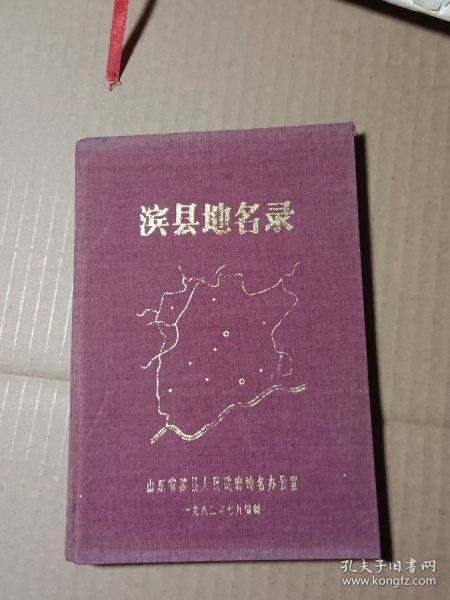 滨县地名录
山东省滨县人民政府地名办公室
一九八二年七月编制
孔夫子旧书网
www.kongfz.com